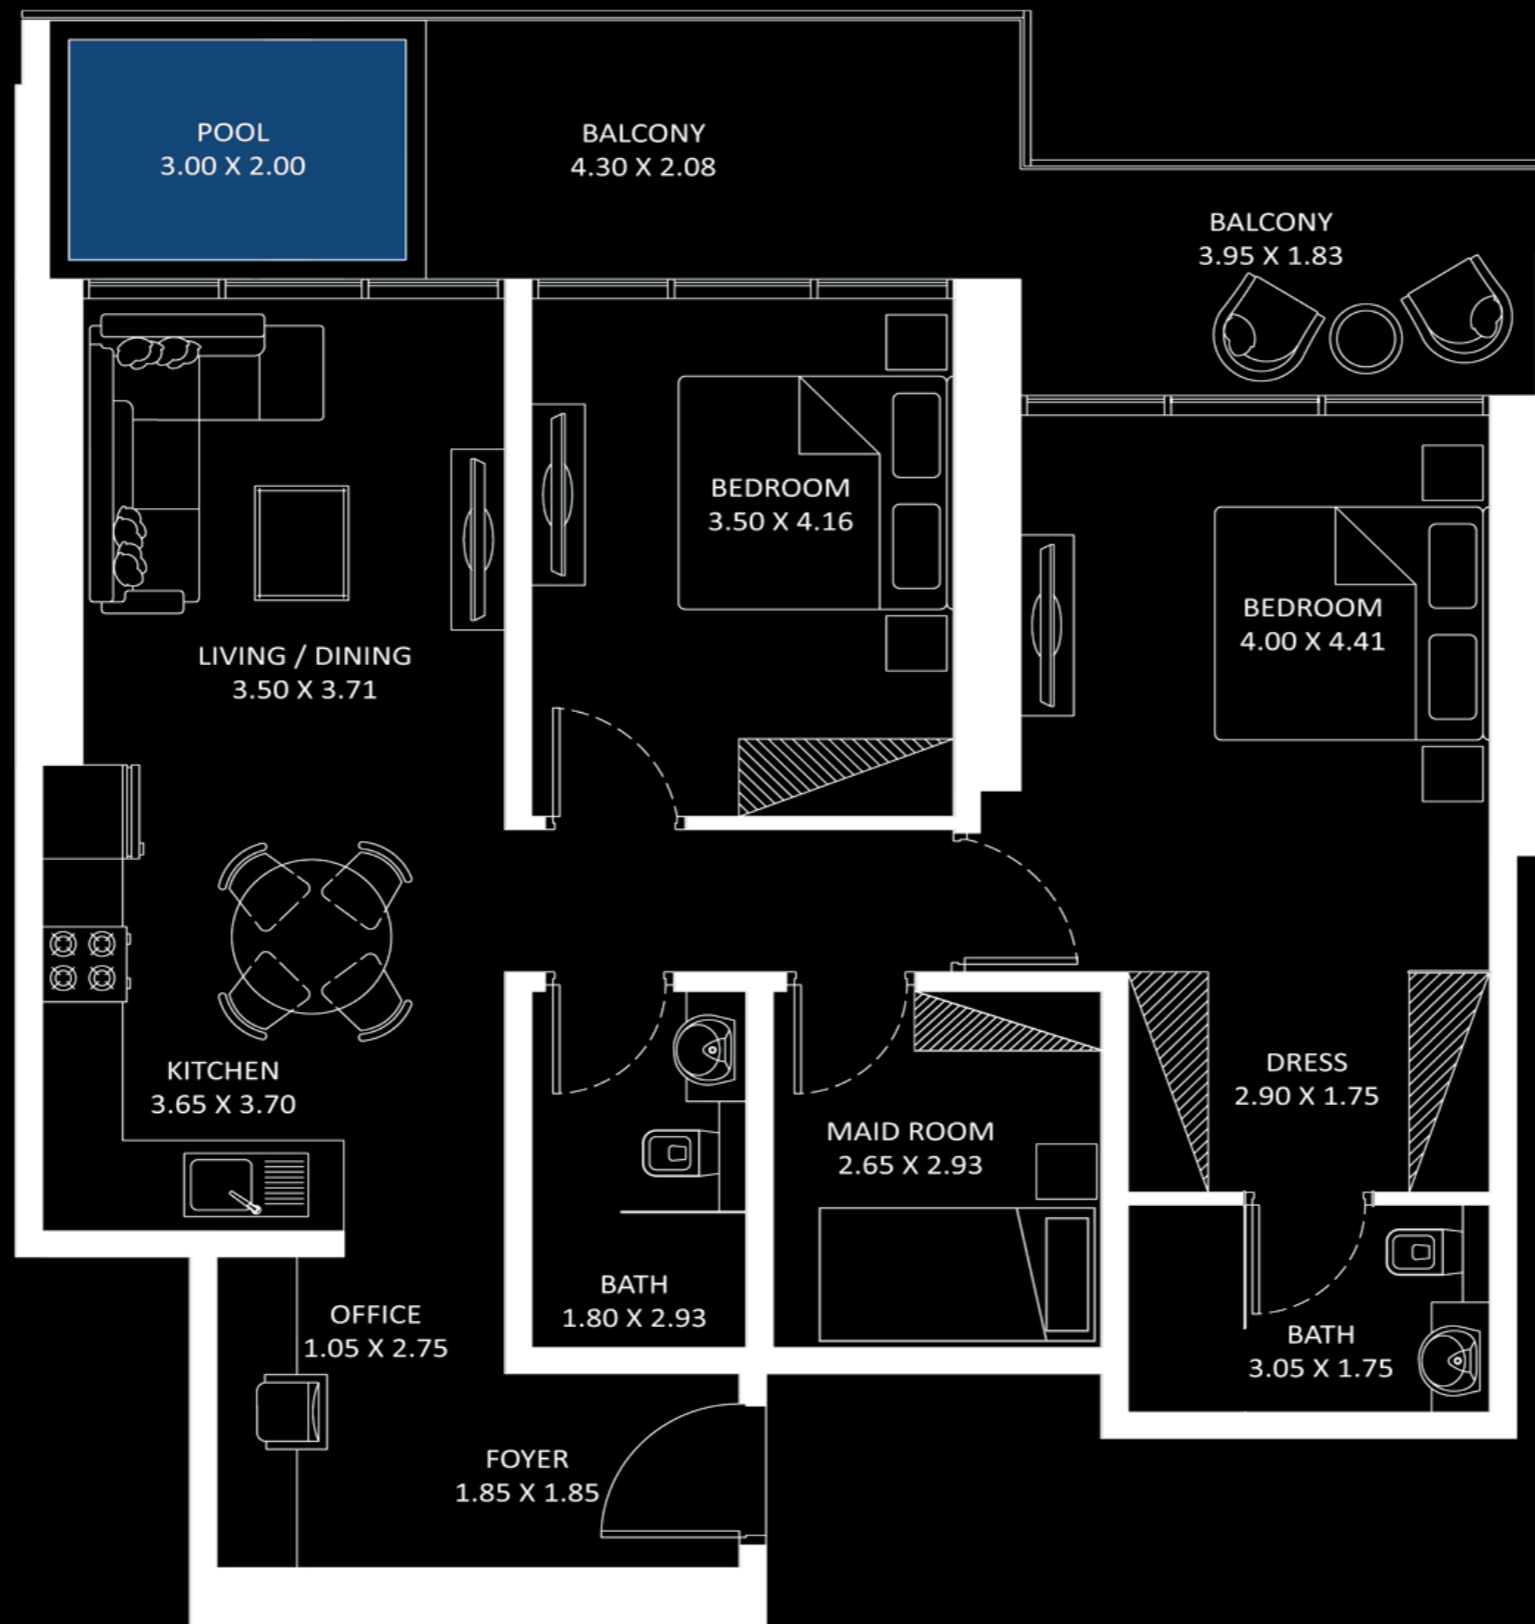 POOL
3.00 X 2.00
BALCONY
4.30 X 2.08
BALCONY
3.95 X 1.83
BEDROOM
3.50 X 4.16
BEDROOM
4.00 X 4.41
LIVING / DINING
3.50 X 3.71
KITCHEN
3.65 X 3.70
DRESS
2.90 X 1.75
MAID ROOM
2.65 X 2.93
BATH
1.80 X 2.93
OFFICE
1.05 X 2.75
BATH
3.05 X 1.75
FOYER
1.85 X 1.85